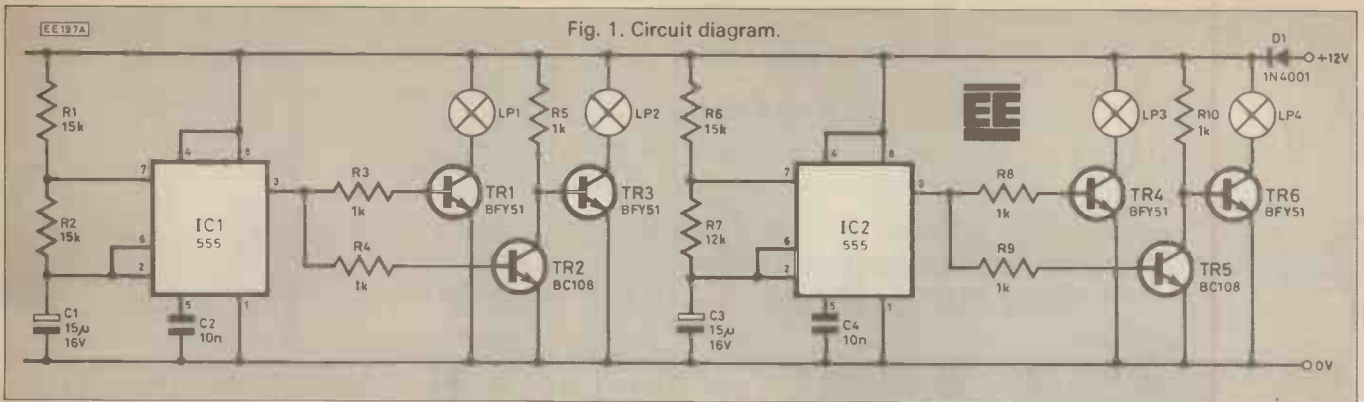 EE197A
Fig. 1. Circuit diagram.
D1
1N4001
+12V
R1
15k
R2
15k
C1
15µ
16V
7
6
2
4
8
3
5
1
IC1
555
C2
10n
R3
1k
R4
1k
LP1
TR1
BFY51
TR2
BC108
R5
1k
LP2
TR3
BFY51
R6
15k
R7
12k
C3
15µ
16V
7
6
2
4
8
3
5
1
IC2
555
C4
10n
EE
R8
1k
R9
1k
LP3
TR4
BFY51
TR5
BC108
R10
1k
LP4
TR6
BFY51
0V